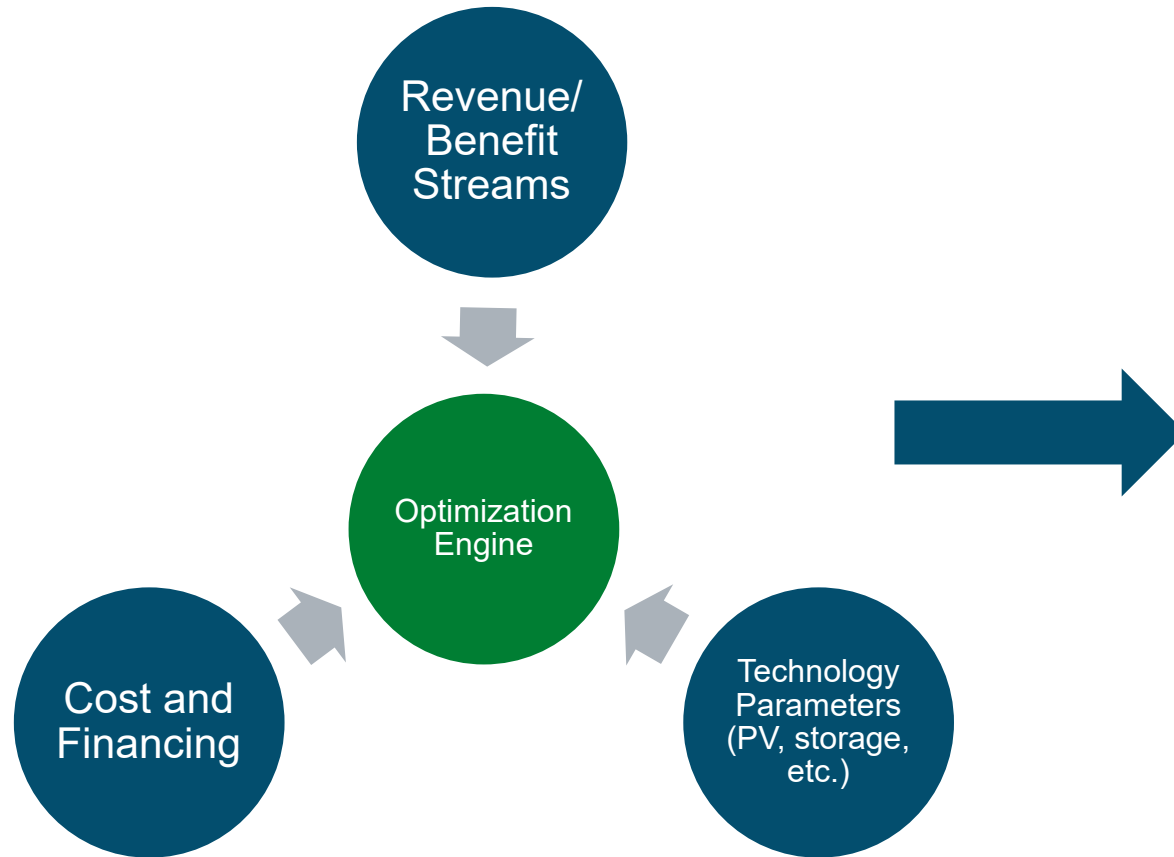 Revenue/
Benefit
Streams
Optimization
Engine
Cost and
Financing
Technology
Parameters
(PV, storage,
etc.)